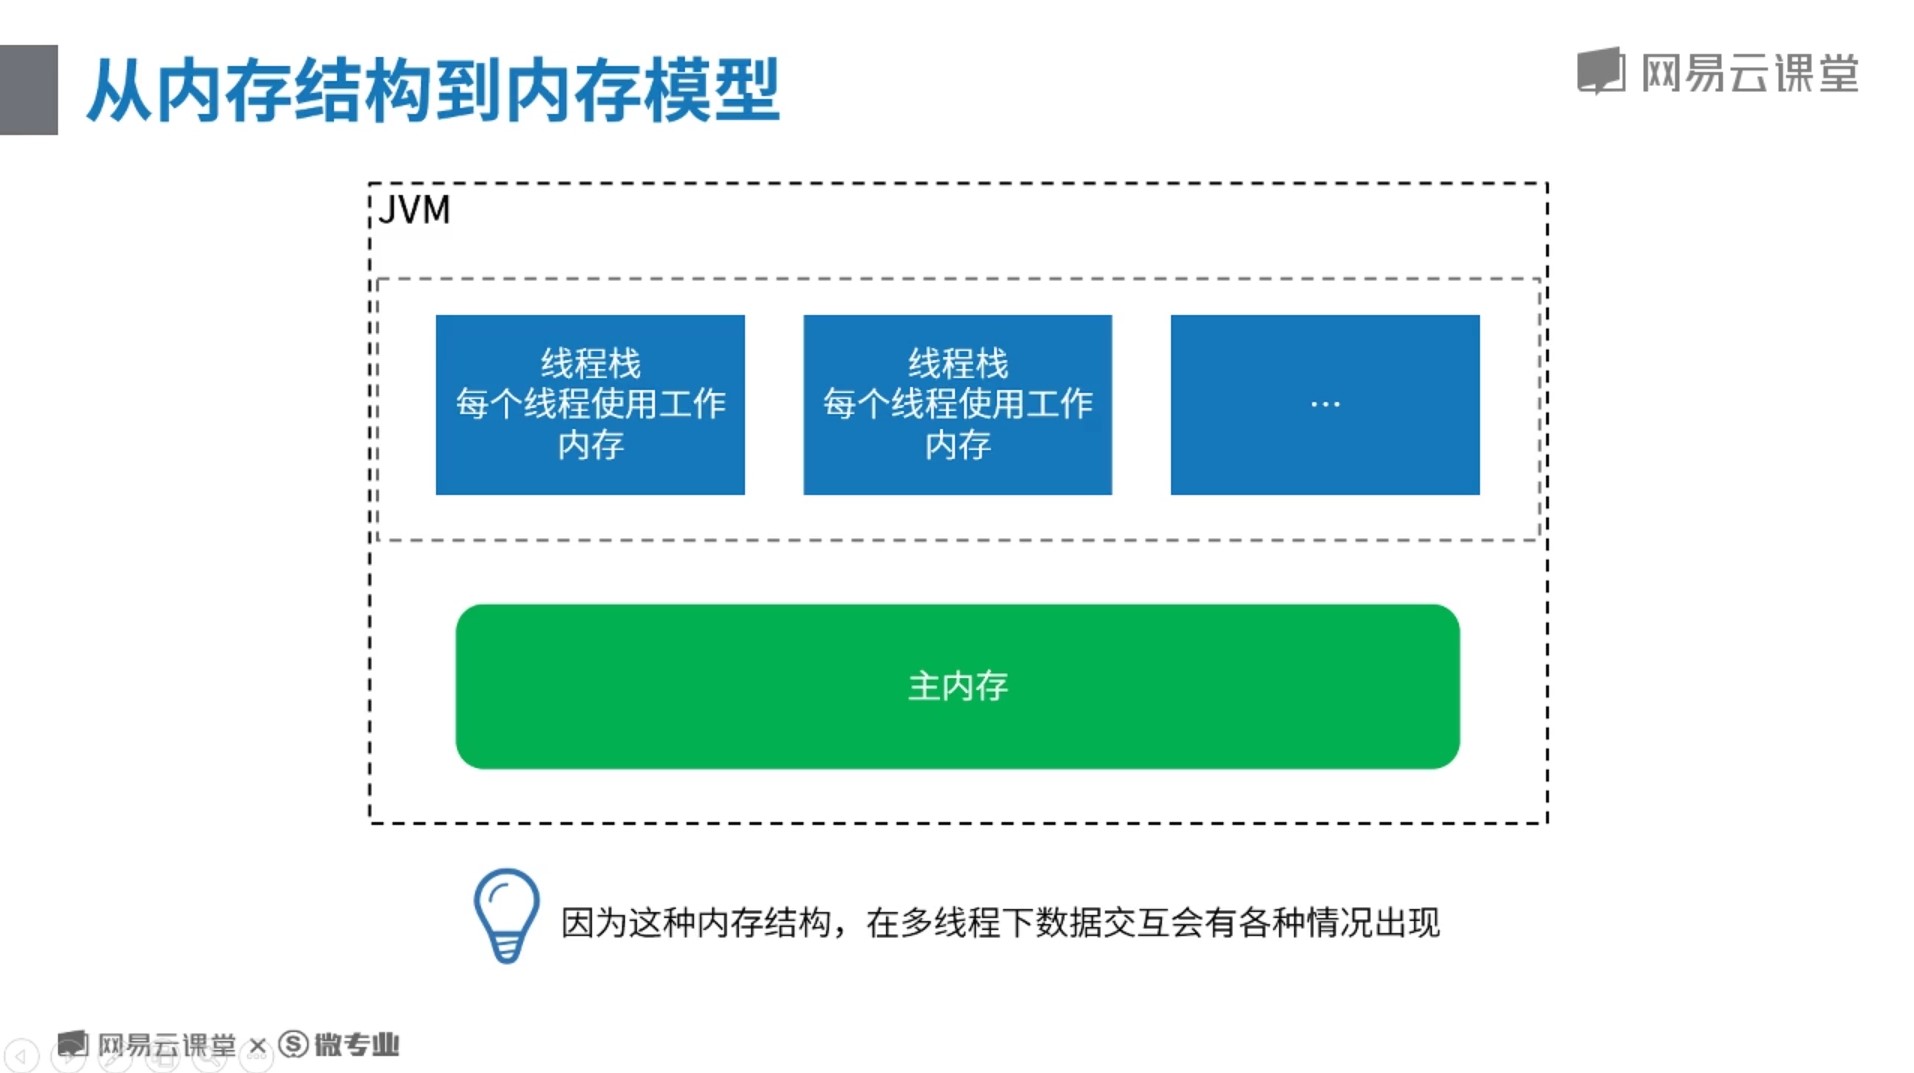 从内存结构到内存模型
网易云课堂
JVM
线程栈
每个线程使用工作
内存
线程栈
每个线程使用工作
内存
...
主内存
因为这种内存结构，在多线程下数据交互会有各种情况出现
网易云课堂 × 微专业